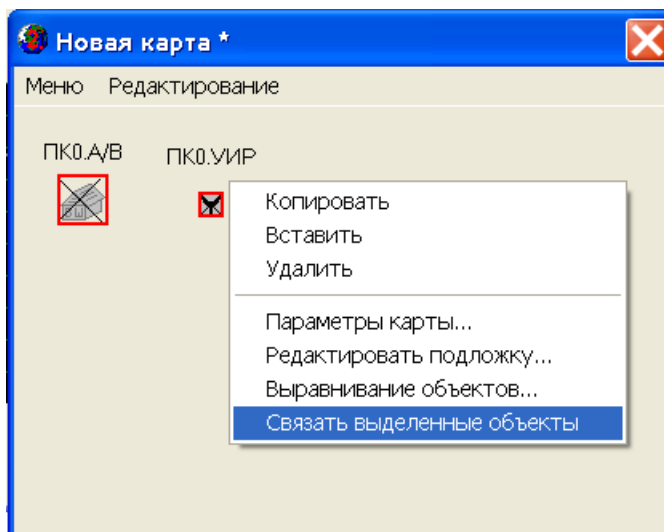 Новая карта *
Меню Редактирование
ПК0.А/В ПК0.УИР
Копировать
Вставить
Удалить
Параметры карты...
Редактировать подложку...
Выравнивание объектов...
Связать выделенные объекты